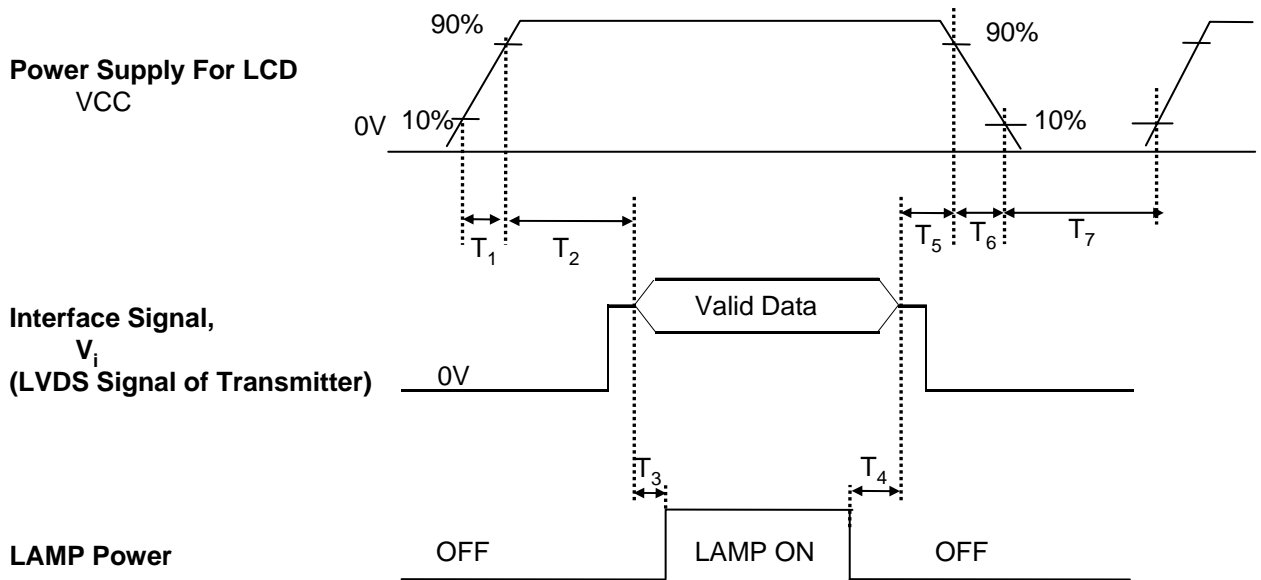 Power Supply For LCD
VCC
90%
0V 10%
90%
10%
T1 T2 T5 T6 T7
Interface Signal,
Vi
(LVDS Signal of Transmitter)
0V
Valid Data
T3 T4
LAMP Power
OFF LAMP ON OFF